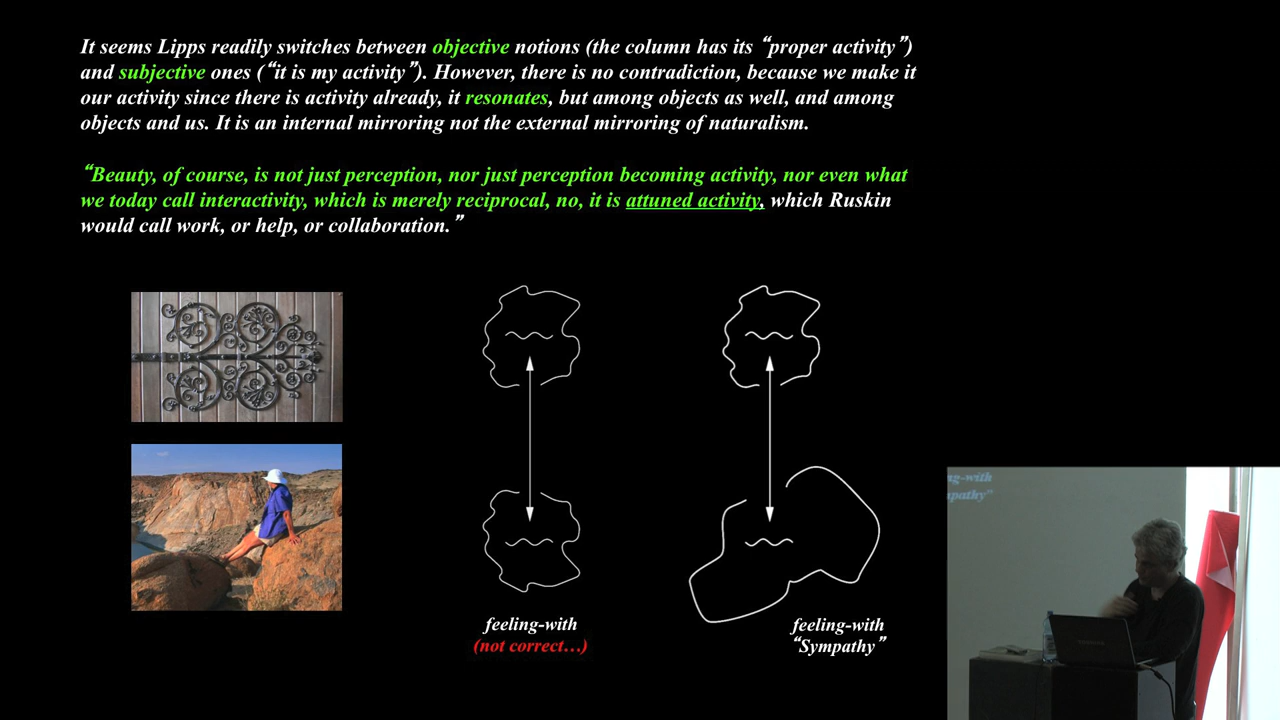 It seems Lipps readily switches between objective notions (the column has its “proper activity”)
and subjective ones (“it is my activity”). However, there is no contradiction, because we make it
our activity since there is activity already, it resonates, but among objects as well, and among
objects and us. It is an internal mirroring not the external mirroring of naturalism.
“Beauty, of course, is not just perception, nor just perception becoming activity, nor even what
we today call interactivity, which is merely reciprocal, no, it is attuned activity, which Ruskin
would call work, or help, or collaboration.”
feeling-with
(not correct…)
feeling-with
“Sympathy”
ng-with
pathy”